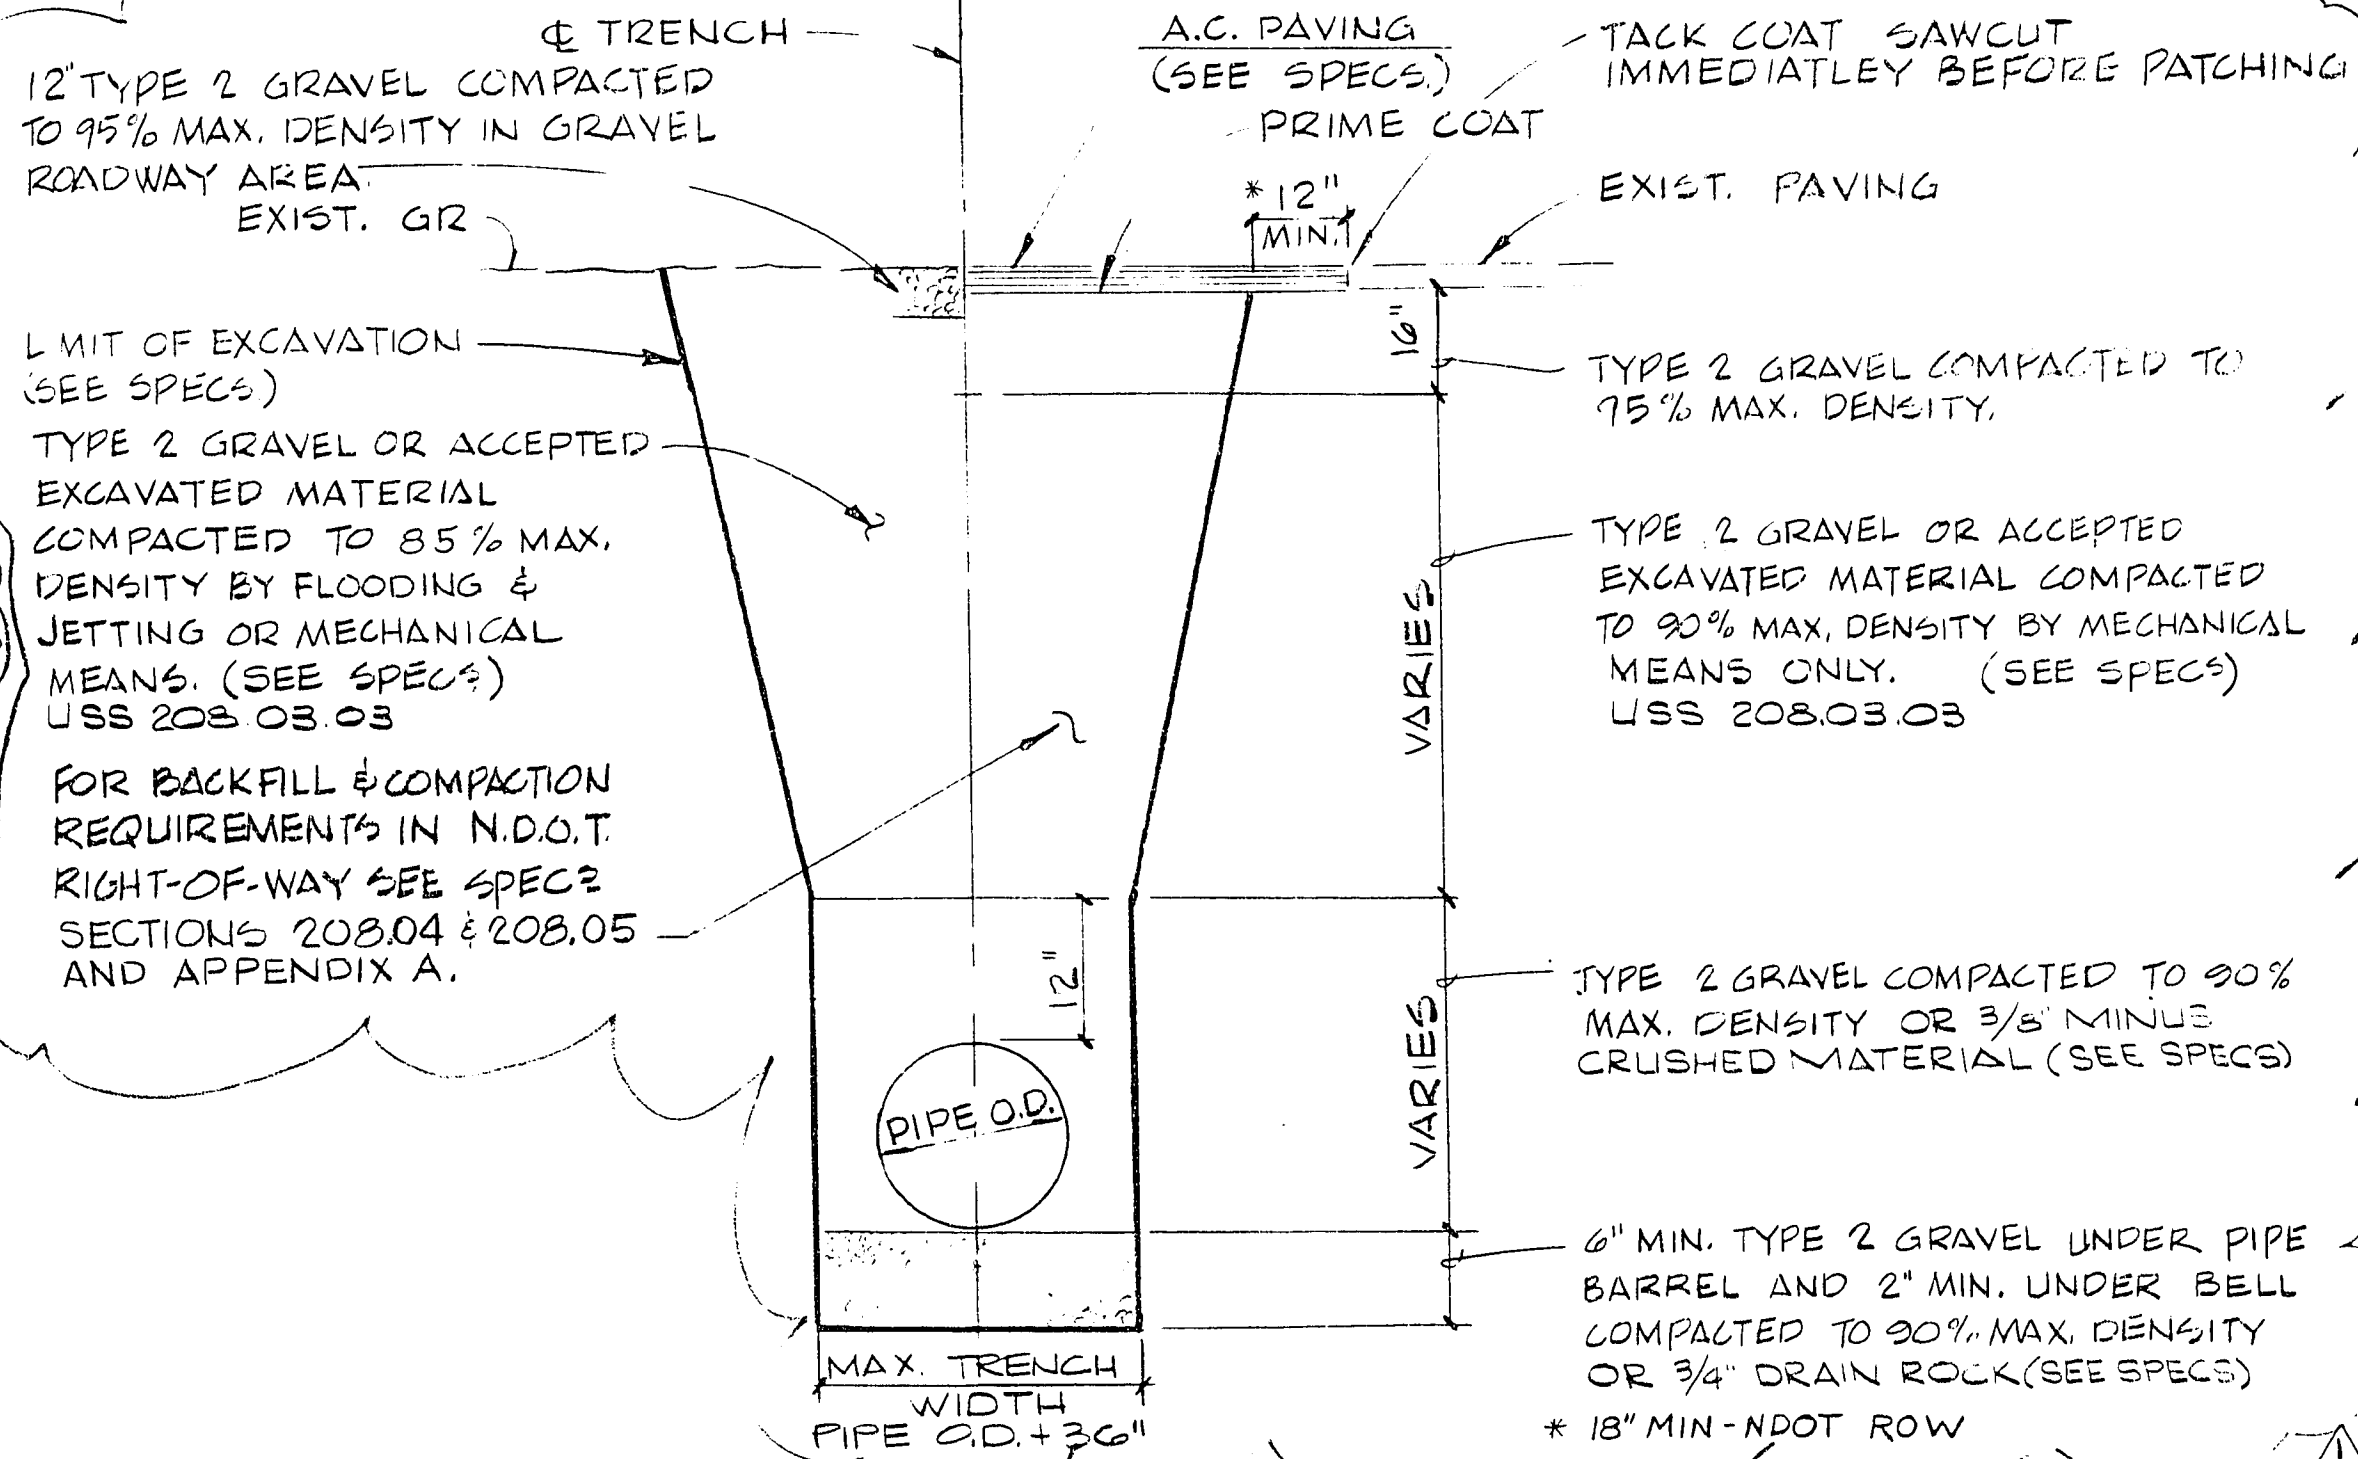 ℄ TRENCH
12" TYPE 2 GRAVEL COMPACTED
TO 95% MAX. DENSITY IN GRAVEL
ROADWAY AREA
EXIST. GR
L MIT OF EXCAVATION
(SEE SPECS)
TYPE 2 GRAVEL OR ACCEPTED
EXCAVATED MATERIAL
COMPACTED TO 85% MAX.
DENSITY BY FLOODING &
JETTING OR MECHANICAL
MEANS. (SEE SPECS)
USS 208.03.03
FOR BACKFILL & COMPACTION
REQUIREMENTS IN N.D.O.T.
RIGHT-OF-WAY SEE SPECS
SECTIONS 208.04 & 208.05
AND APPENDIX A.
A.C. PAVING
(SEE SPECS.)
PRIME COAT
* 12"
MIN.
TACK COAT SAWCUT
IMMEDIATLEY BEFORE PATCHING
EXIST. PAVING
16"
TYPE 2 GRAVEL COMPACTED TO
95% MAX. DENSITY.
VARIES
TYPE 2 GRAVEL OR ACCEPTED
EXCAVATED MATERIAL COMPACTED
TO 90% MAX. DENSITY BY MECHANICAL
MEANS ONLY. (SEE SPECS)
USS 208.03.03
12"
VARIES
TYPE 2 GRAVEL COMPACTED TO 90%
MAX. DENSITY OR 3/8" MINUS
CRUSHED MATERIAL (SEE SPECS)
PIPE O.D.
6" MIN. TYPE 2 GRAVEL UNDER PIPE
BARREL AND 2" MIN. UNDER BELL
COMPACTED TO 90% MAX. DENSITY
OR 3/4" DRAIN ROCK (SEE SPECS)
* 18" MIN - NDOT ROW
MAX. TRENCH
WIDTH
PIPE O.D. + 36"